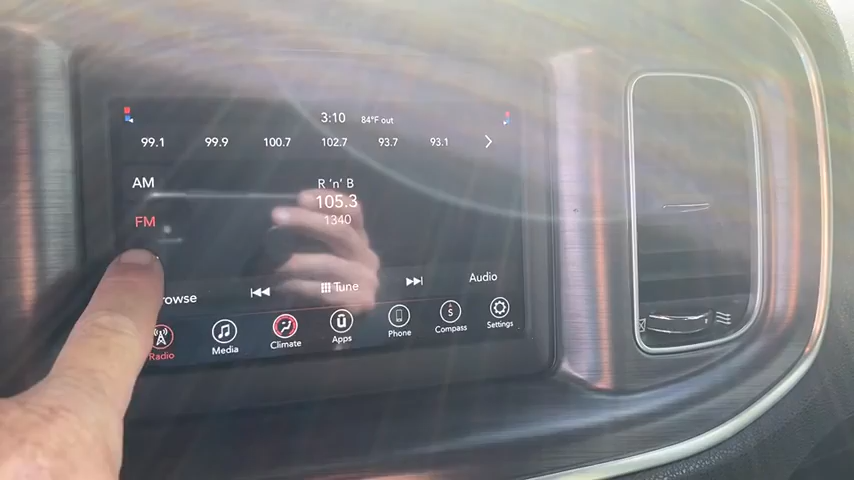 3:10 84°F out
99.1 99.9 100.7 102.7 93.7 93.1
AM
R 'n' B
105.3
FM
1340
rowse
Tune
Audio
Radio Media Climate Apps Phone Compass Settings
S